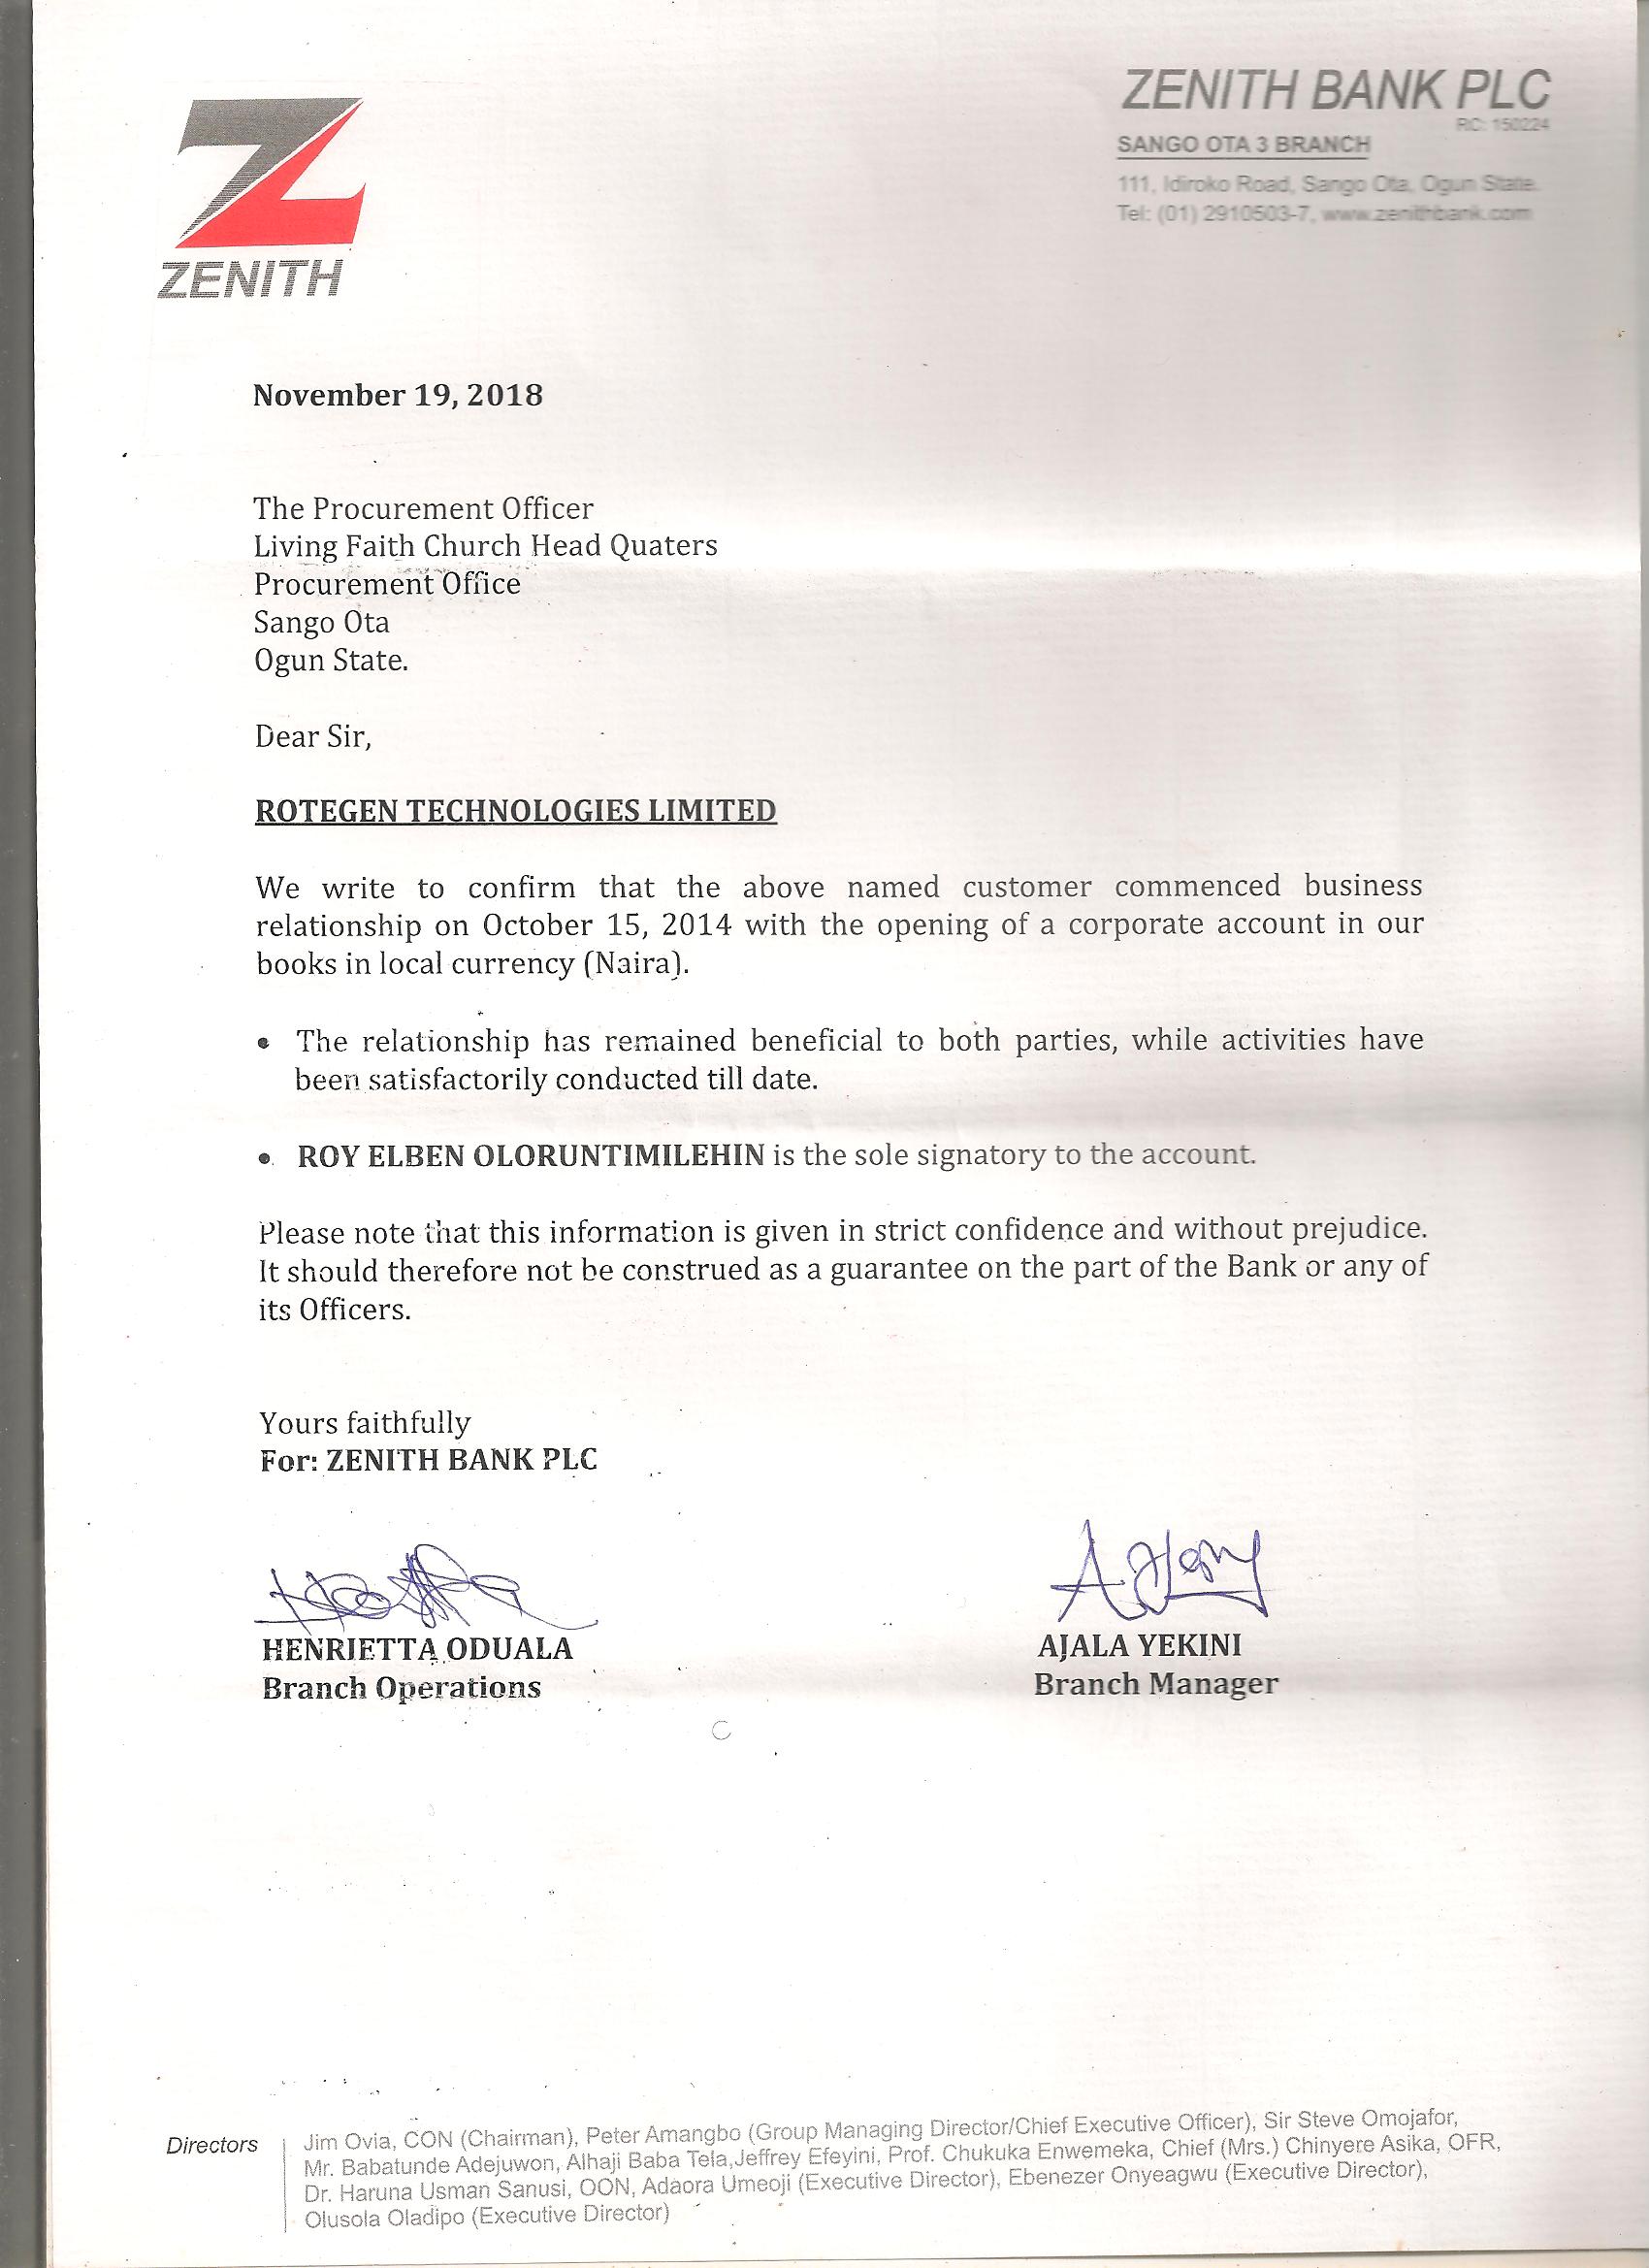 ZENITH BANK PLC
RC: 150224
SANGO OTA 3 BRANCH
111, Idiroko Road, Sango Ota, Ogun State.
Tel: (01) 2910503-7, www.zenithbank.com
ZENITH
November 19, 2018
The Procurement Officer
Living Faith Church Head Quaters
Procurement Office
Sango Ota
Ogun State.
Dear Sir,
ROTEGEN TECHNOLOGIES LIMITED
We write to confirm that the above named customer commenced business
relationship on October 15, 2014 with the opening of a corporate account in our
books in local currency (Naira).
• The relationship has remained beneficial to both parties, while activities have
been satisfactorily conducted till date.
• ROY ELBEN OLORUNTIMILEHIN is the sole signatory to the account.
Please note that this information is given in strict confidence and without prejudice.
It should therefore not be construed as a guarantee on the part of the Bank or any of
its Officers.
Yours faithfully
For: ZENITH BANK PLC
HENRIETTA ODUALA
Branch Operations
AJALA YEKINI
Branch Manager
Directors
Jim Ovia, CON (Chairman), Peter Amangbo (Group Managing Director/Chief Executive Officer), Sir Steve Omojafor,
Mr. Babatunde Adejuwon, Alhaji Baba Tela,Jeffrey Efeyini, Prof. Chukuka Enwemeka, Chief (Mrs.) Chinyere Asika, OFR,
Dr. Haruna Usman Sanusi, OON, Adaora Umeoji (Executive Director), Ebenezer Onyeagwu (Executive Director),
Olusola Oladipo (Executive Director)